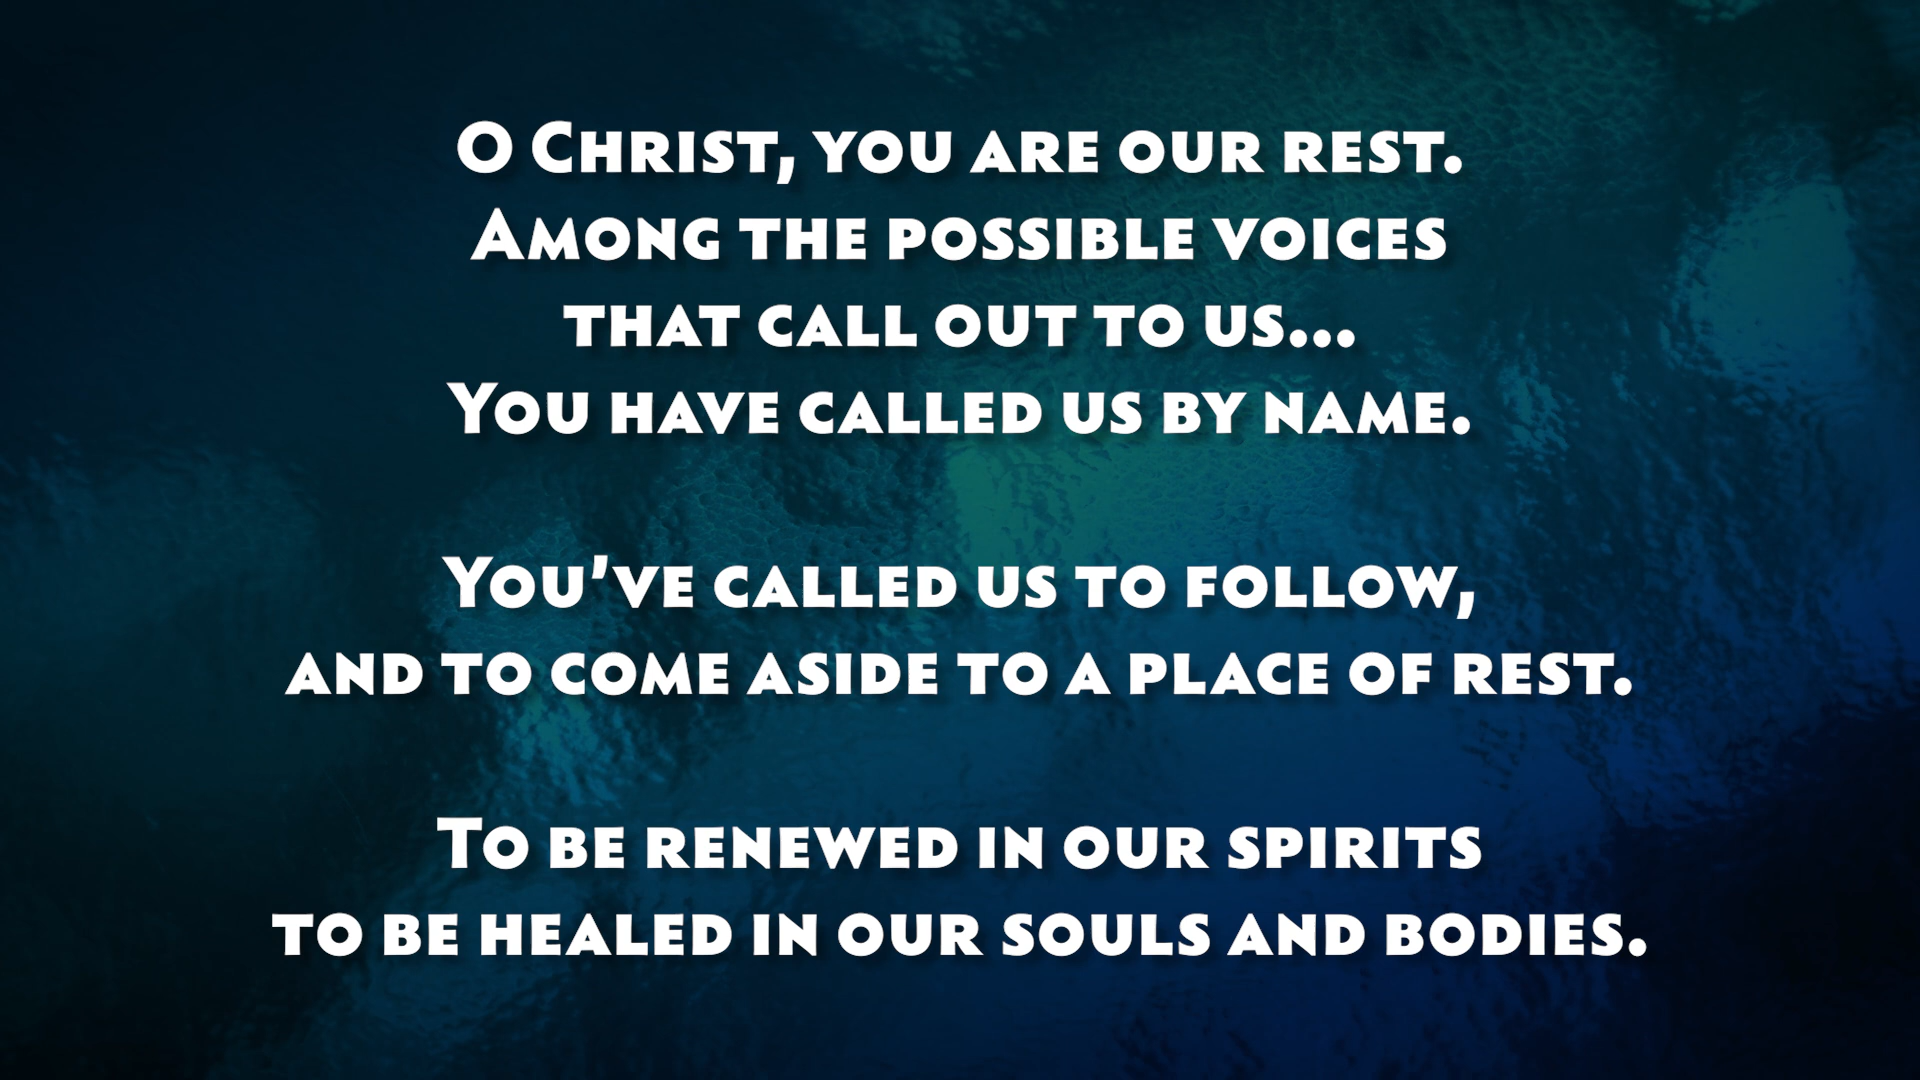 O Christ, you are our rest.
Among the possible voices
that call out to us...
You have called us by name.
You've called us to follow,
and to come aside to a place of rest.
To be renewed in our spirits
to be healed in our souls and bodies.